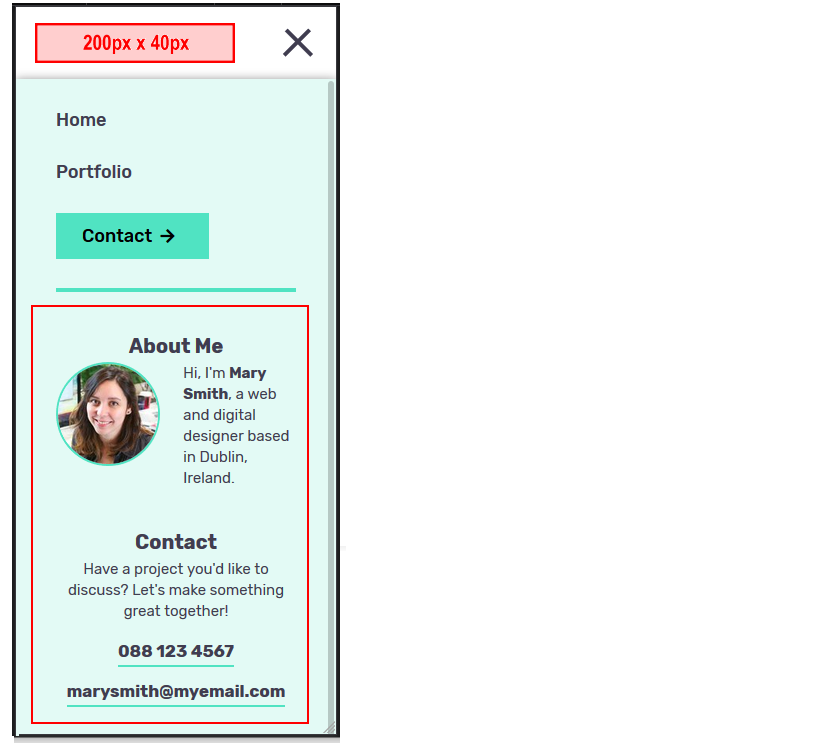 200px x 40px
Home
Portfolio
Contact →
About Me
Hi, I'm Mary
Smith, a web
and digital
designer based
in Dublin,
Ireland.
Contact
Have a project you'd like to
discuss? Let's make something
great together!
088 123 4567
marysmith@myemail.com